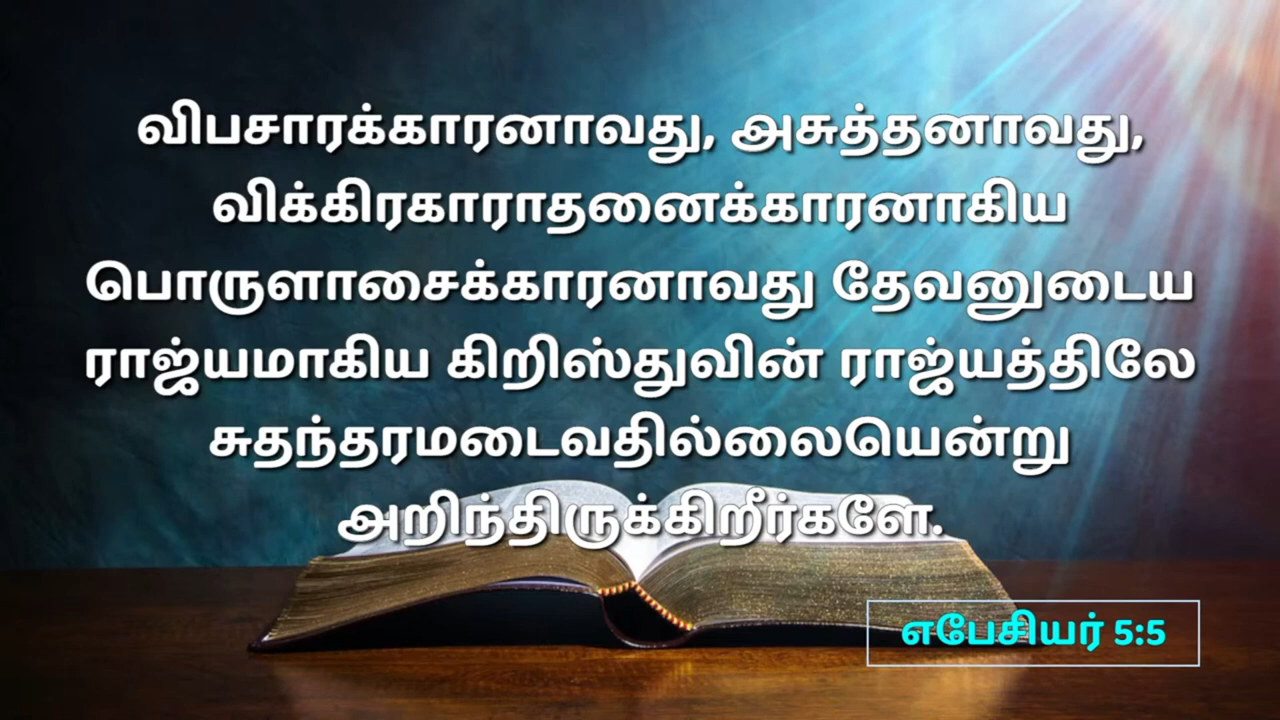 விபசாரக்காரனாவது, அசுத்தனாவது,
விக்கிரகாராதனைக்காரனாகிய
பொருளாசைக்காரனாவது தேவனுடைய
ராஜ்யமாகிய கிறிஸ்துவின் ராஜ்யத்திலே
சுதந்தரமடைவதில்லையென்று
அறிந்திருக்கிறீர்களே.
எபேசியர் 5:5